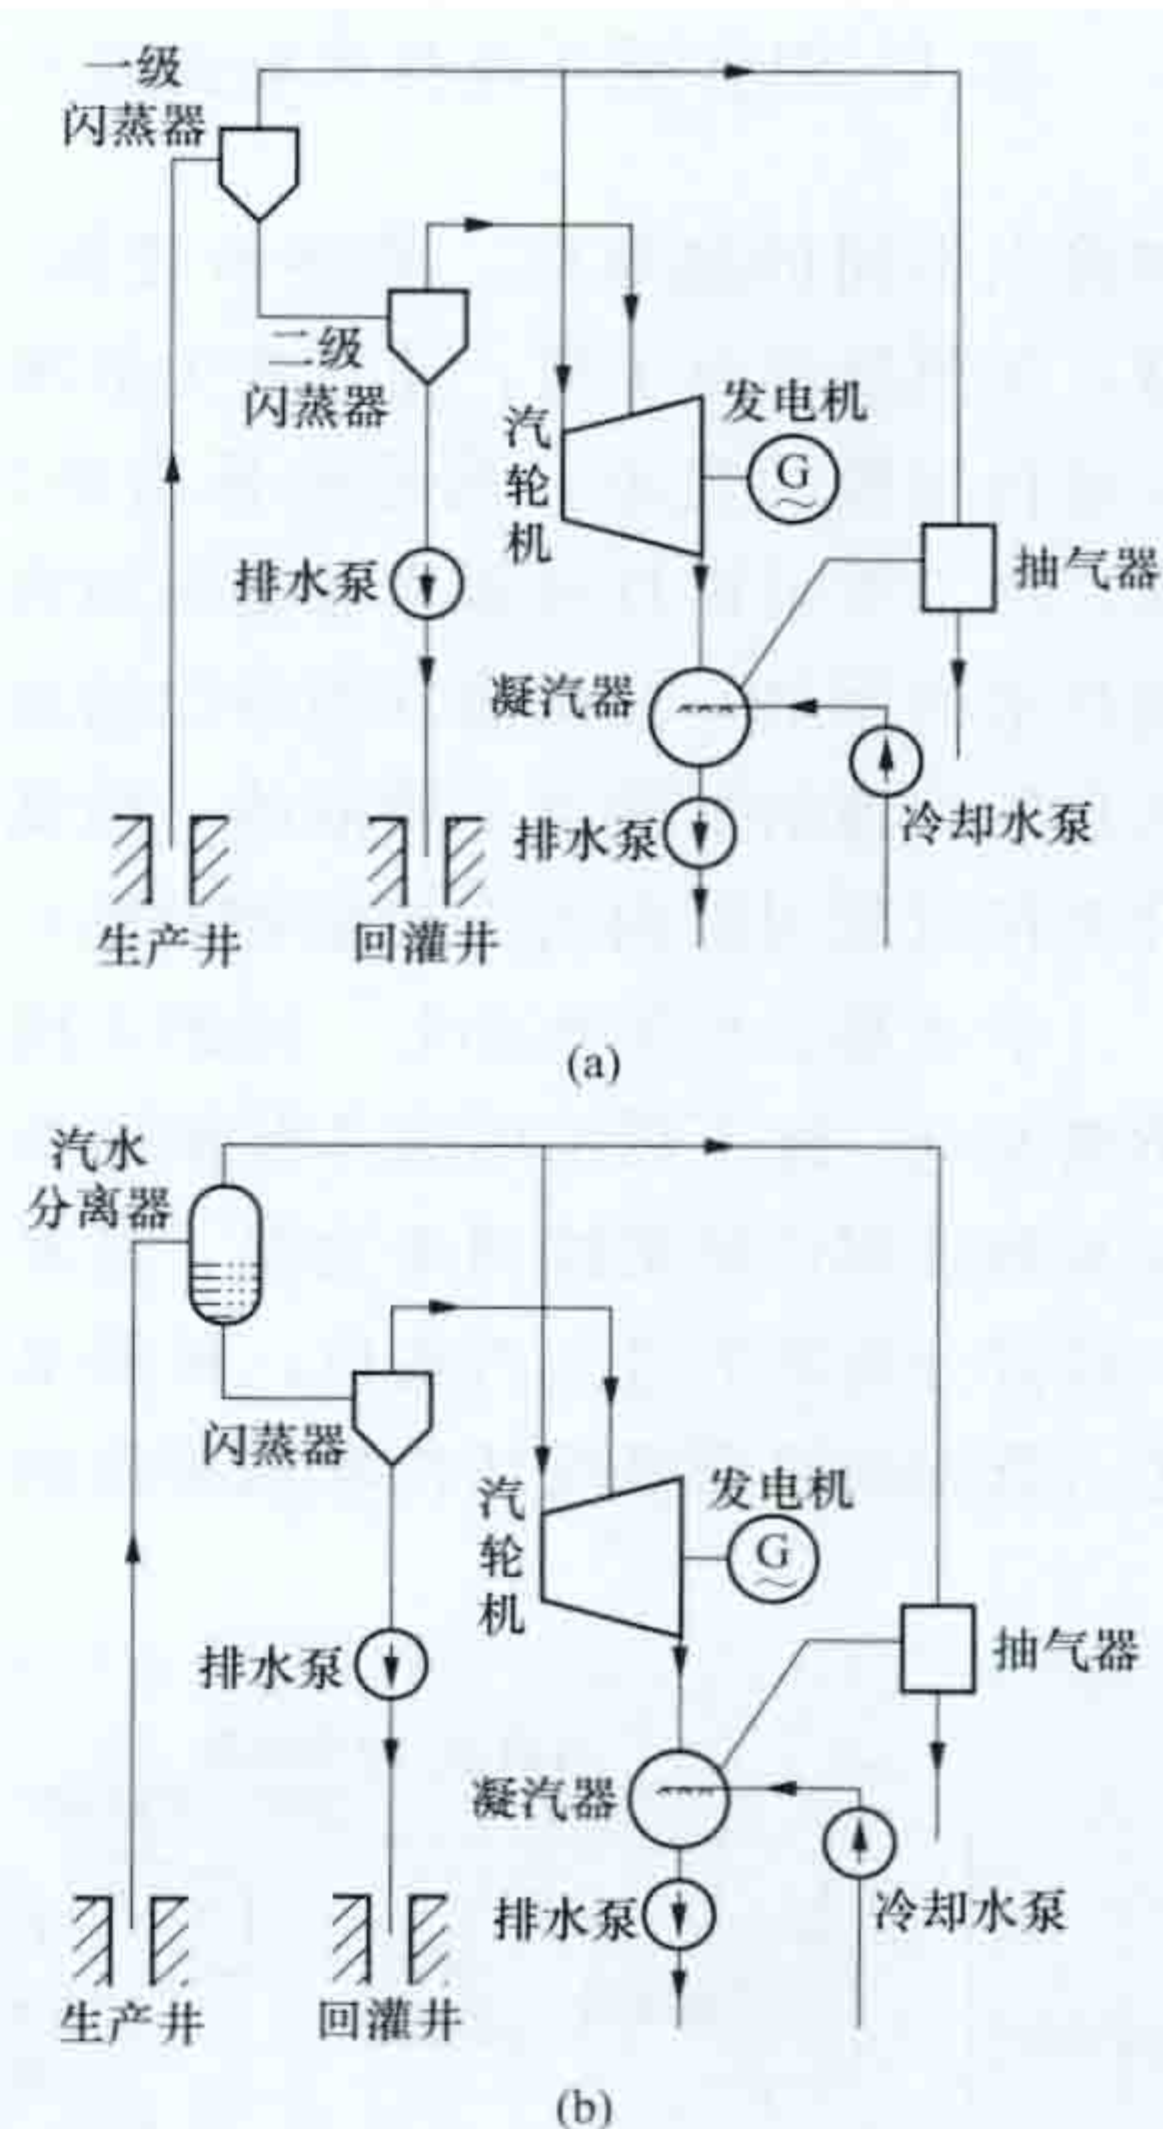 一级
闪蒸器
二级
闪蒸器
汽
轮
机
发电机
G
排水泵
抽气器
凝汽器
排水泵
冷却水泵
生产井
回灌井
(a)
汽水
分离器
闪蒸器
汽
轮
机
发电机
G
排水泵
抽气器
凝汽器
排水泵
冷却水泵
生产井
回灌井
(b)